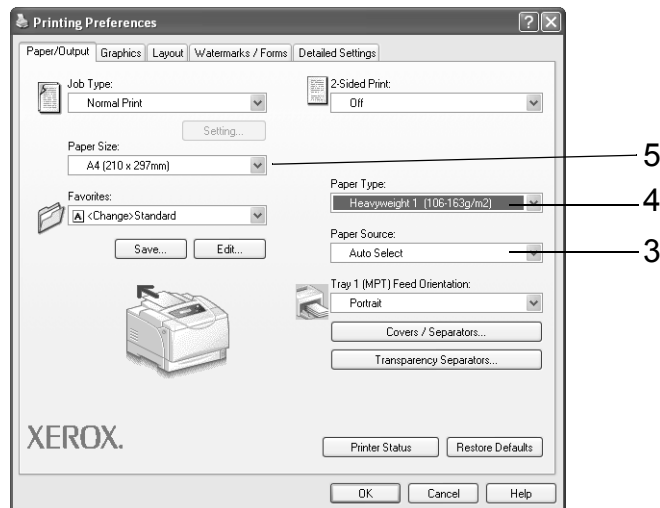 Printing Preferences
Paper/Output Graphics Layout Watermarks / Forms Detailed Settings
Job Type:
Normal Print
Setting...
Paper Size:
A4 (210 x 297mm)
Favorites:
A <Change>Standard
Save... Edit...
2-Sided Print:
Off
5
Paper Type:
Heavyweight 1 (106-163g/m2)
4
Paper Source:
Auto Select
3
Tray 1 (MPT) Feed Orientation:
Portrait
Covers / Separators...
Transparency Separators...
XEROX.
Printer Status Restore Defaults
OK Cancel Help